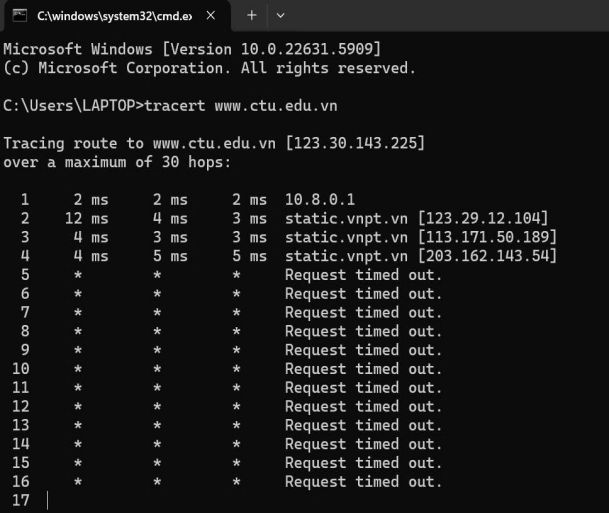 C:\windows\system32\cmd.e
Microsoft Windows [Version 10.0.22631.5909]
(c) Microsoft Corporation. All rights reserved.
C:\Users\LAPTOP>tracert www.ctu.edu.vn
Tracing route to www.ctu.edu.vn [123.30.143.225]
over a maximum of 30 hops:
1 2 ms 2 ms 2 ms 10.8.0.1
2 12 ms 4 ms 3 ms static.vnpt.vn [123.29.12.104]
3 4 ms 3 ms 3 ms static.vnpt.vn [113.171.50.189]
4 4 ms 5 ms 5 ms static.vnpt.vn [203.162.143.54]
5 * * * Request timed out.
6 * * * Request timed out.
7 * * * Request timed out.
8 * * * Request timed out.
9 * * * Request timed out.
10 * * * Request timed out.
11 * * * Request timed out.
12 * * * Request timed out.
13 * * * Request timed out.
14 * * * Request timed out.
15 * * * Request timed out.
16 * * * Request timed out.
17